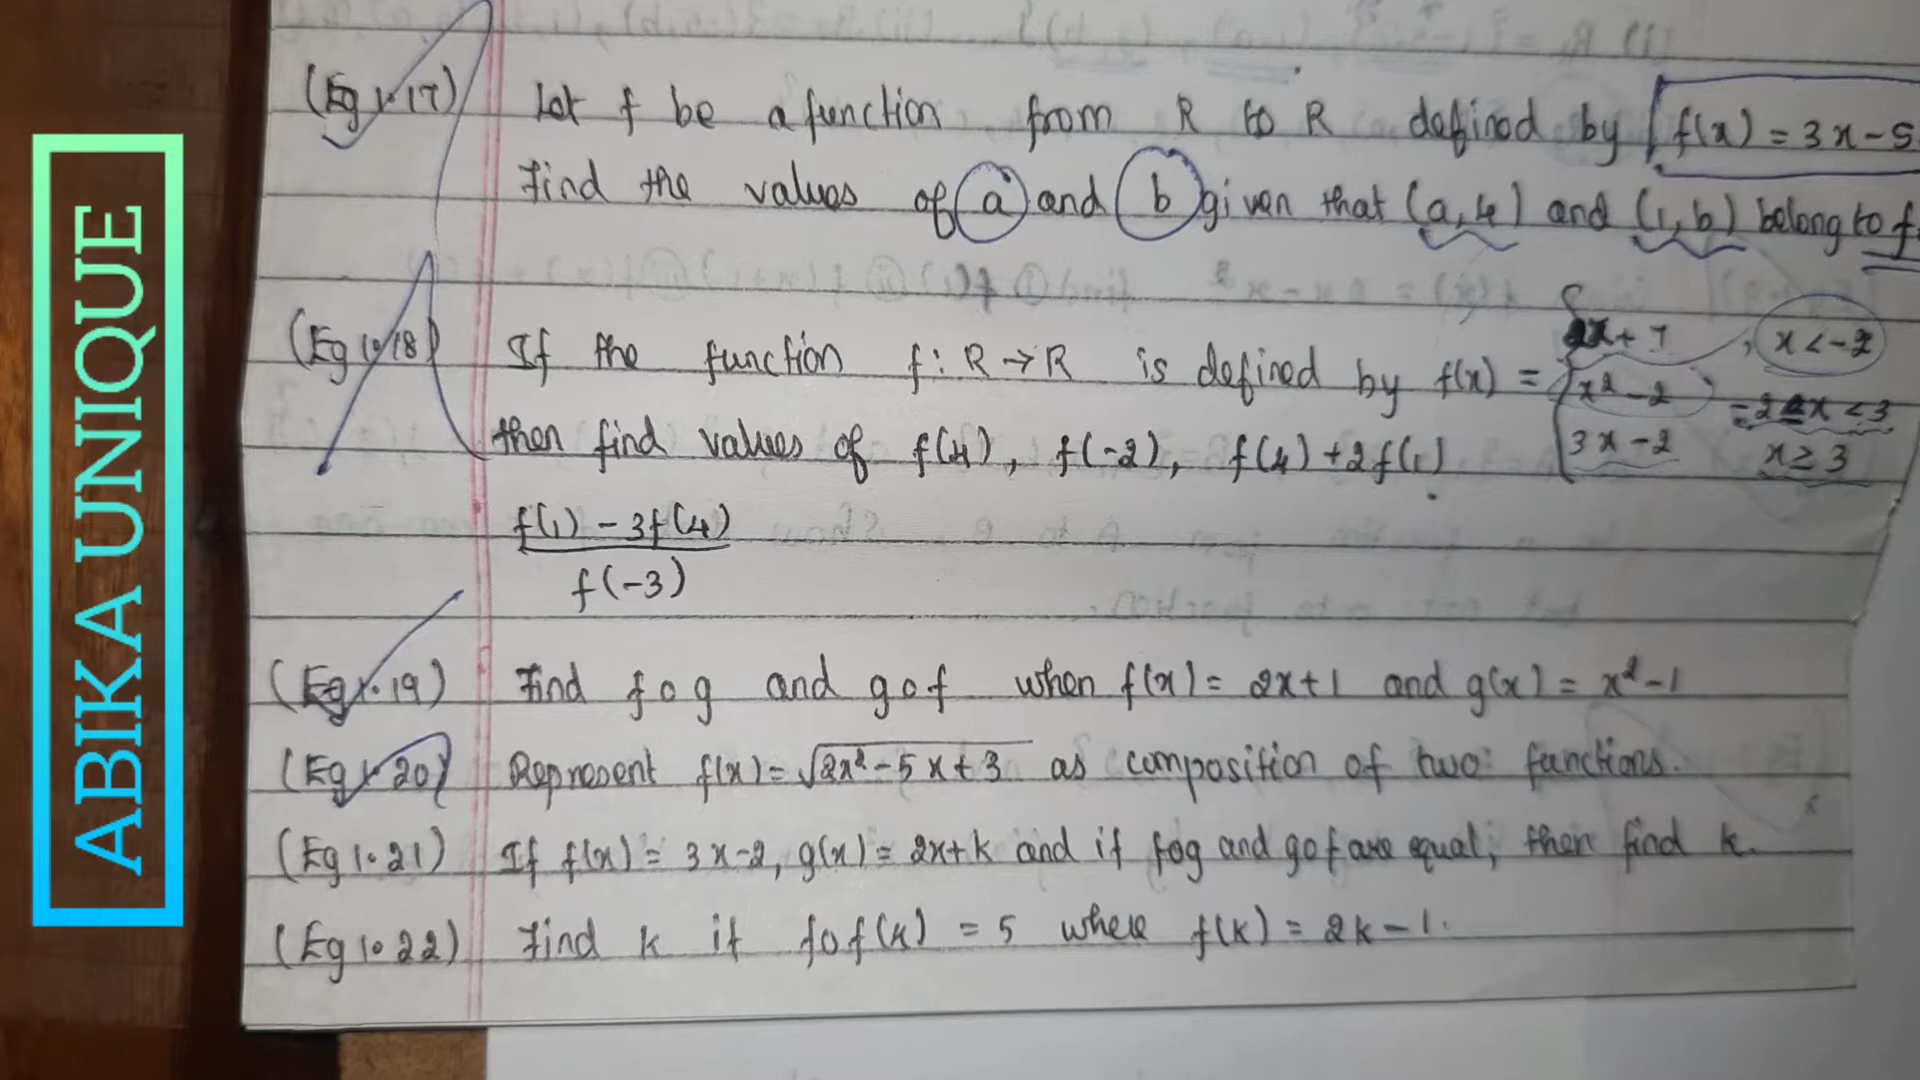 ABIKA UNIQUE
(Eg 1.17) Let f be a function from R to R defined by f(x) = 3x-5
Find the values of a and b given that (a,4) and (1,b) belong to f.
(Eg 1.18) If the function f : R → R is defined by f(x) = { 2x+7, x<-2
x²-2 -2≤x<3
3x-2 x≥3
then find values of f(4), f(-2), f(4)+2f(1)
f(1) - 3f(4)
f(-3)
(Eg 1.19) Find f o g and g o f when f(x) = 2x+1 and g(x) = x²-1
(Eg 1.20) Represent f(x) = √2x²-5x+3 as composition of two functions.
(Eg 1.21) If f(x) = 3x-2, g(x) = 2x+k and if fog and gof are equal, then find k.
(Eg 1.22) Find k if fof(k) = 5 where f(k) = 2k-1.